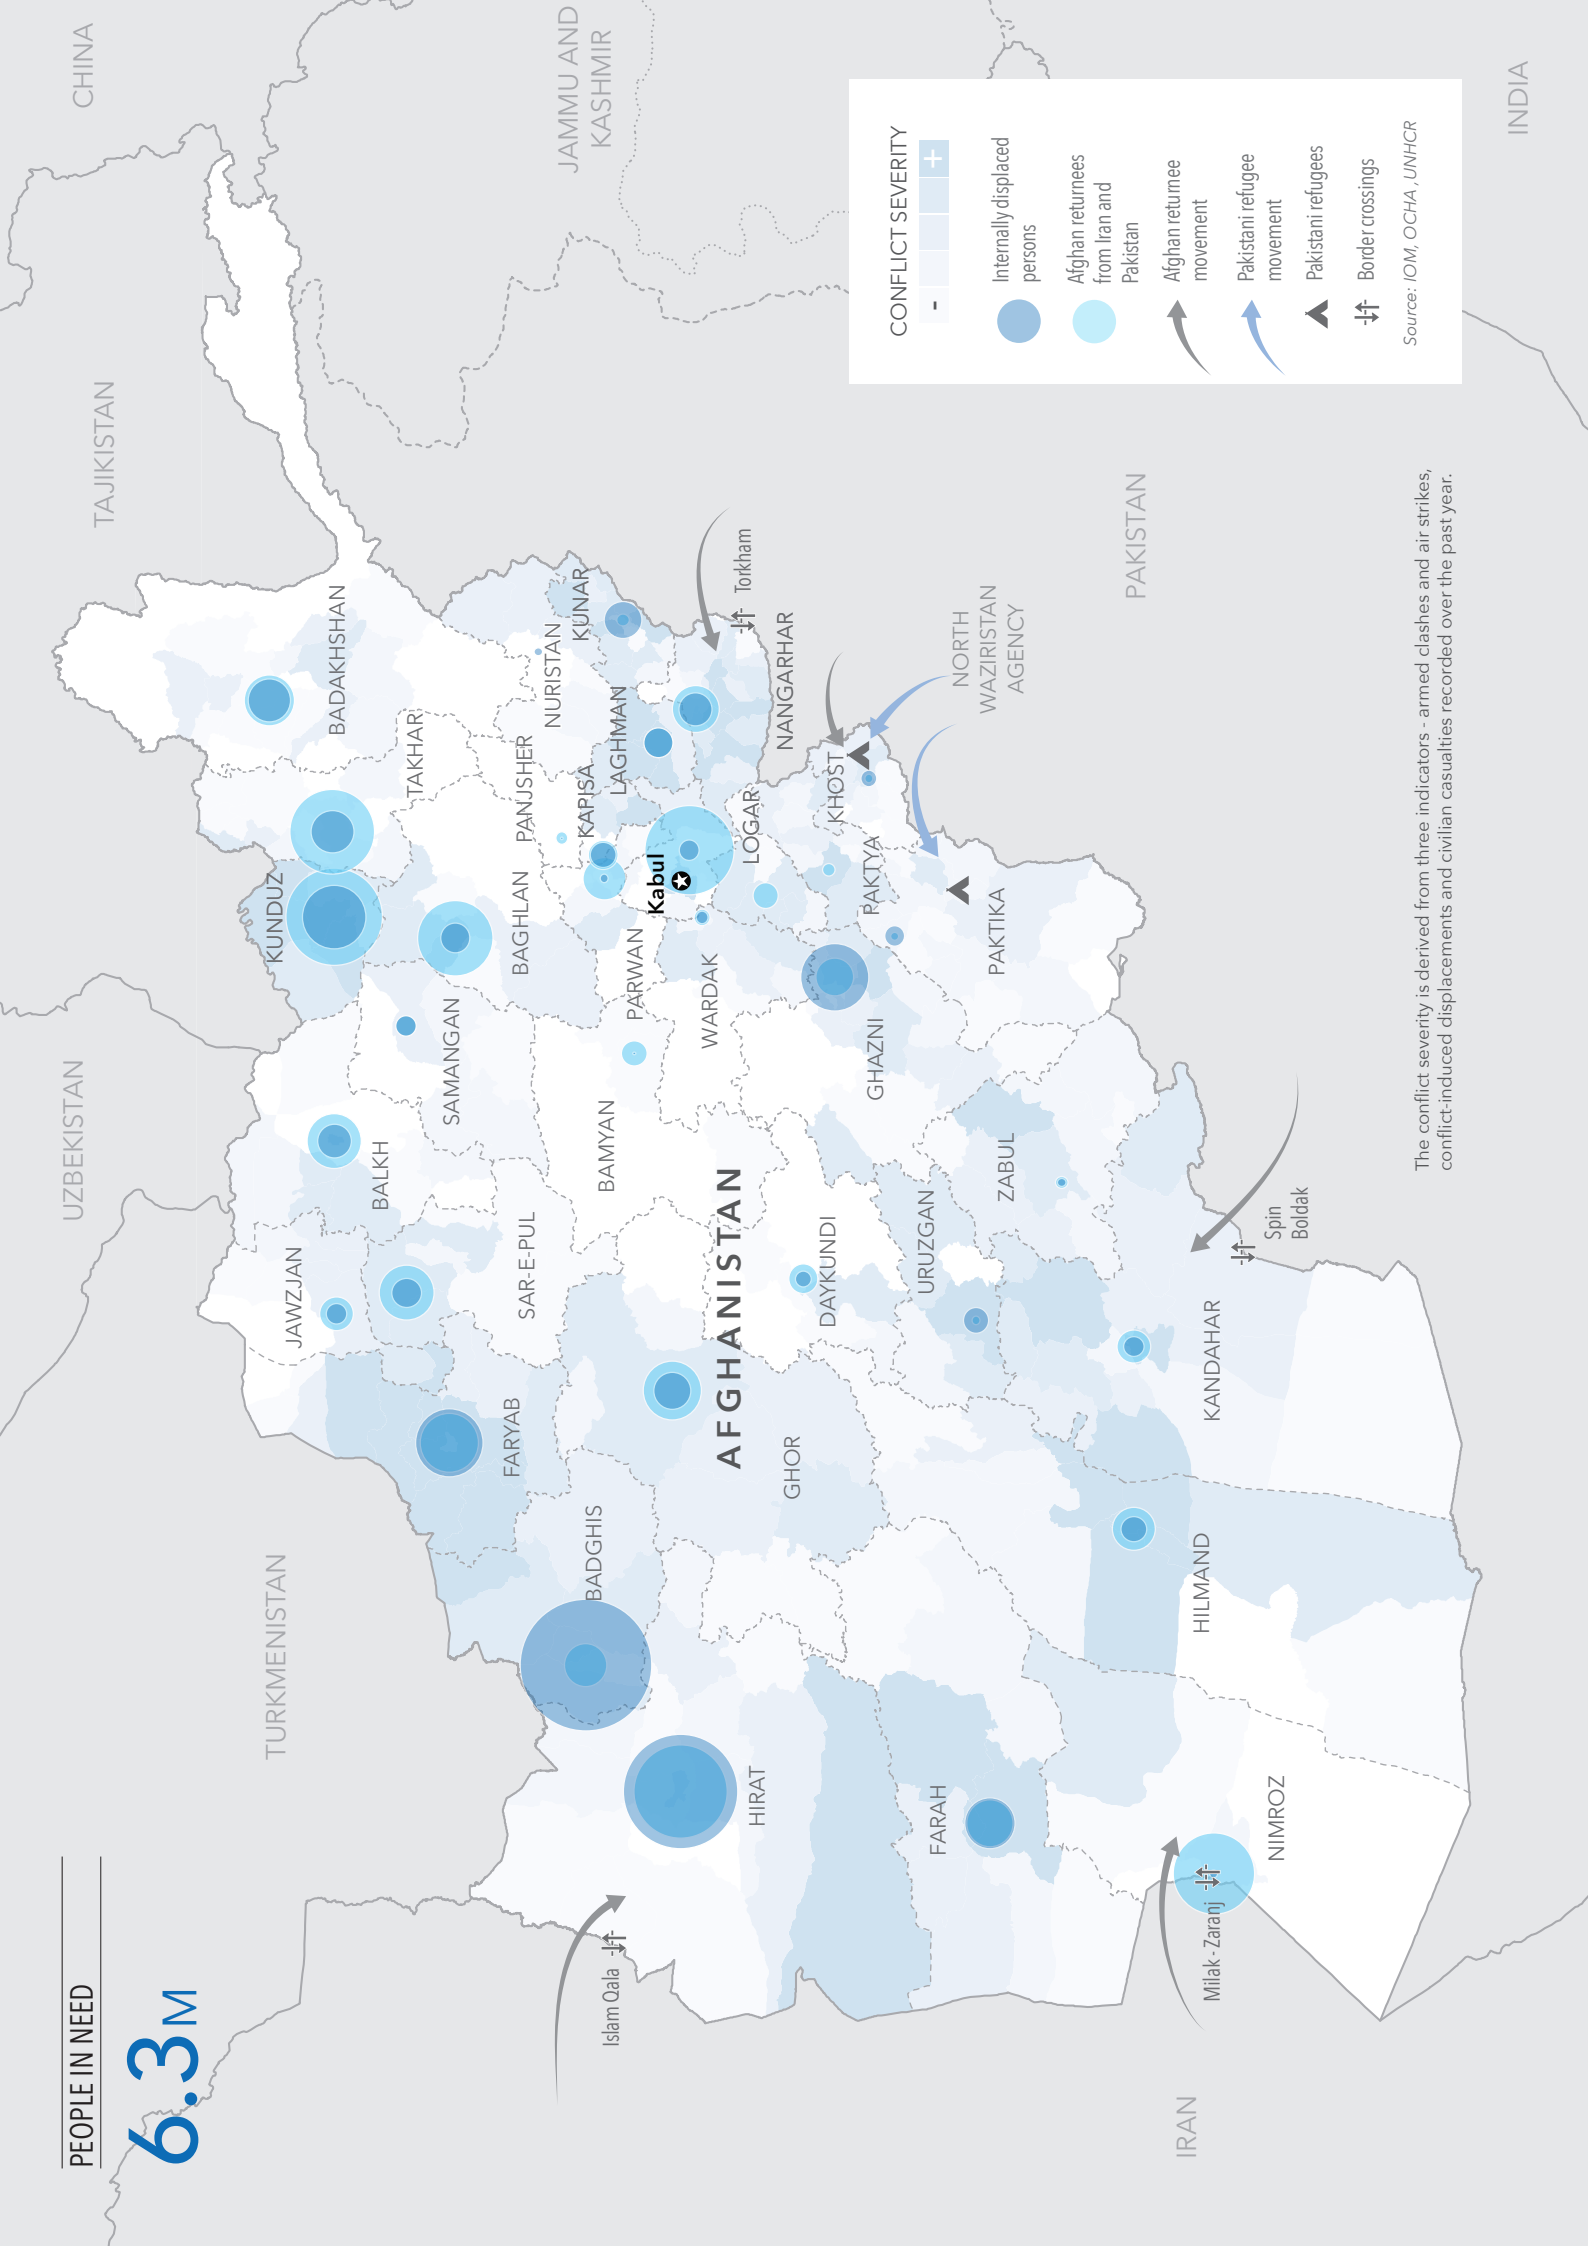 PEOPLE IN NEED
6.3 M
UZBEKISTAN
TAJIKISTAN
CHINA
TURKMENISTAN
JAMMU AND
KASHMIR
IRAN
PAKISTAN
INDIA
NORTH
WAZIRISTAN
AGENCY
AFGHANISTAN
Kabul
KUNDUZ
BADAKHSHAN
TAKHAR
JAWZJAN
BALKH
SAMANGAN
BAGHLAN
PANJSHER
NURISTAN
KUNAR
KAPISA
LAGHMAN
FARYAB
SAR-E-PUL
BADGHIS
BAMYAN
PARWAN
WARDAK
LOGAR
NANGARHAR
KHOST
PAKTYA
PAKTIKA
GHAZNI
HIRAT
GHOR
DAYKUNDI
URUZGAN
ZABUL
FARAH
KANDAHAR
HILMAND
NIMROZ
Islam Qala
Milak - Zaranj
Spin
Boldak
Torkham
CONFLICT SEVERITY
- +
Internally displaced
persons
Afghan returnees
from Iran and
Pakistan
Afghan returnee
movement
Pakistani refugee
movement
Pakistani refugees
Border crossings
Source: IOM, OCHA , UNHCR
The conflict severity is derived from three indicators - armed clashes and air strikes,
conflict-induced displacements and civilian casualties recorded over the past year.